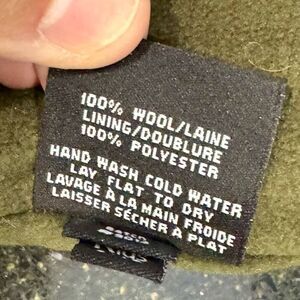 100% WOOL/LAINE
LINING/DOUBLURE
100% POLYESTER
HAND WASH COLD WATER
LAY FLAT TO DRY
LAVAGE À LA MAIN FROIDE
LAISSER SÉCHER A PLAT